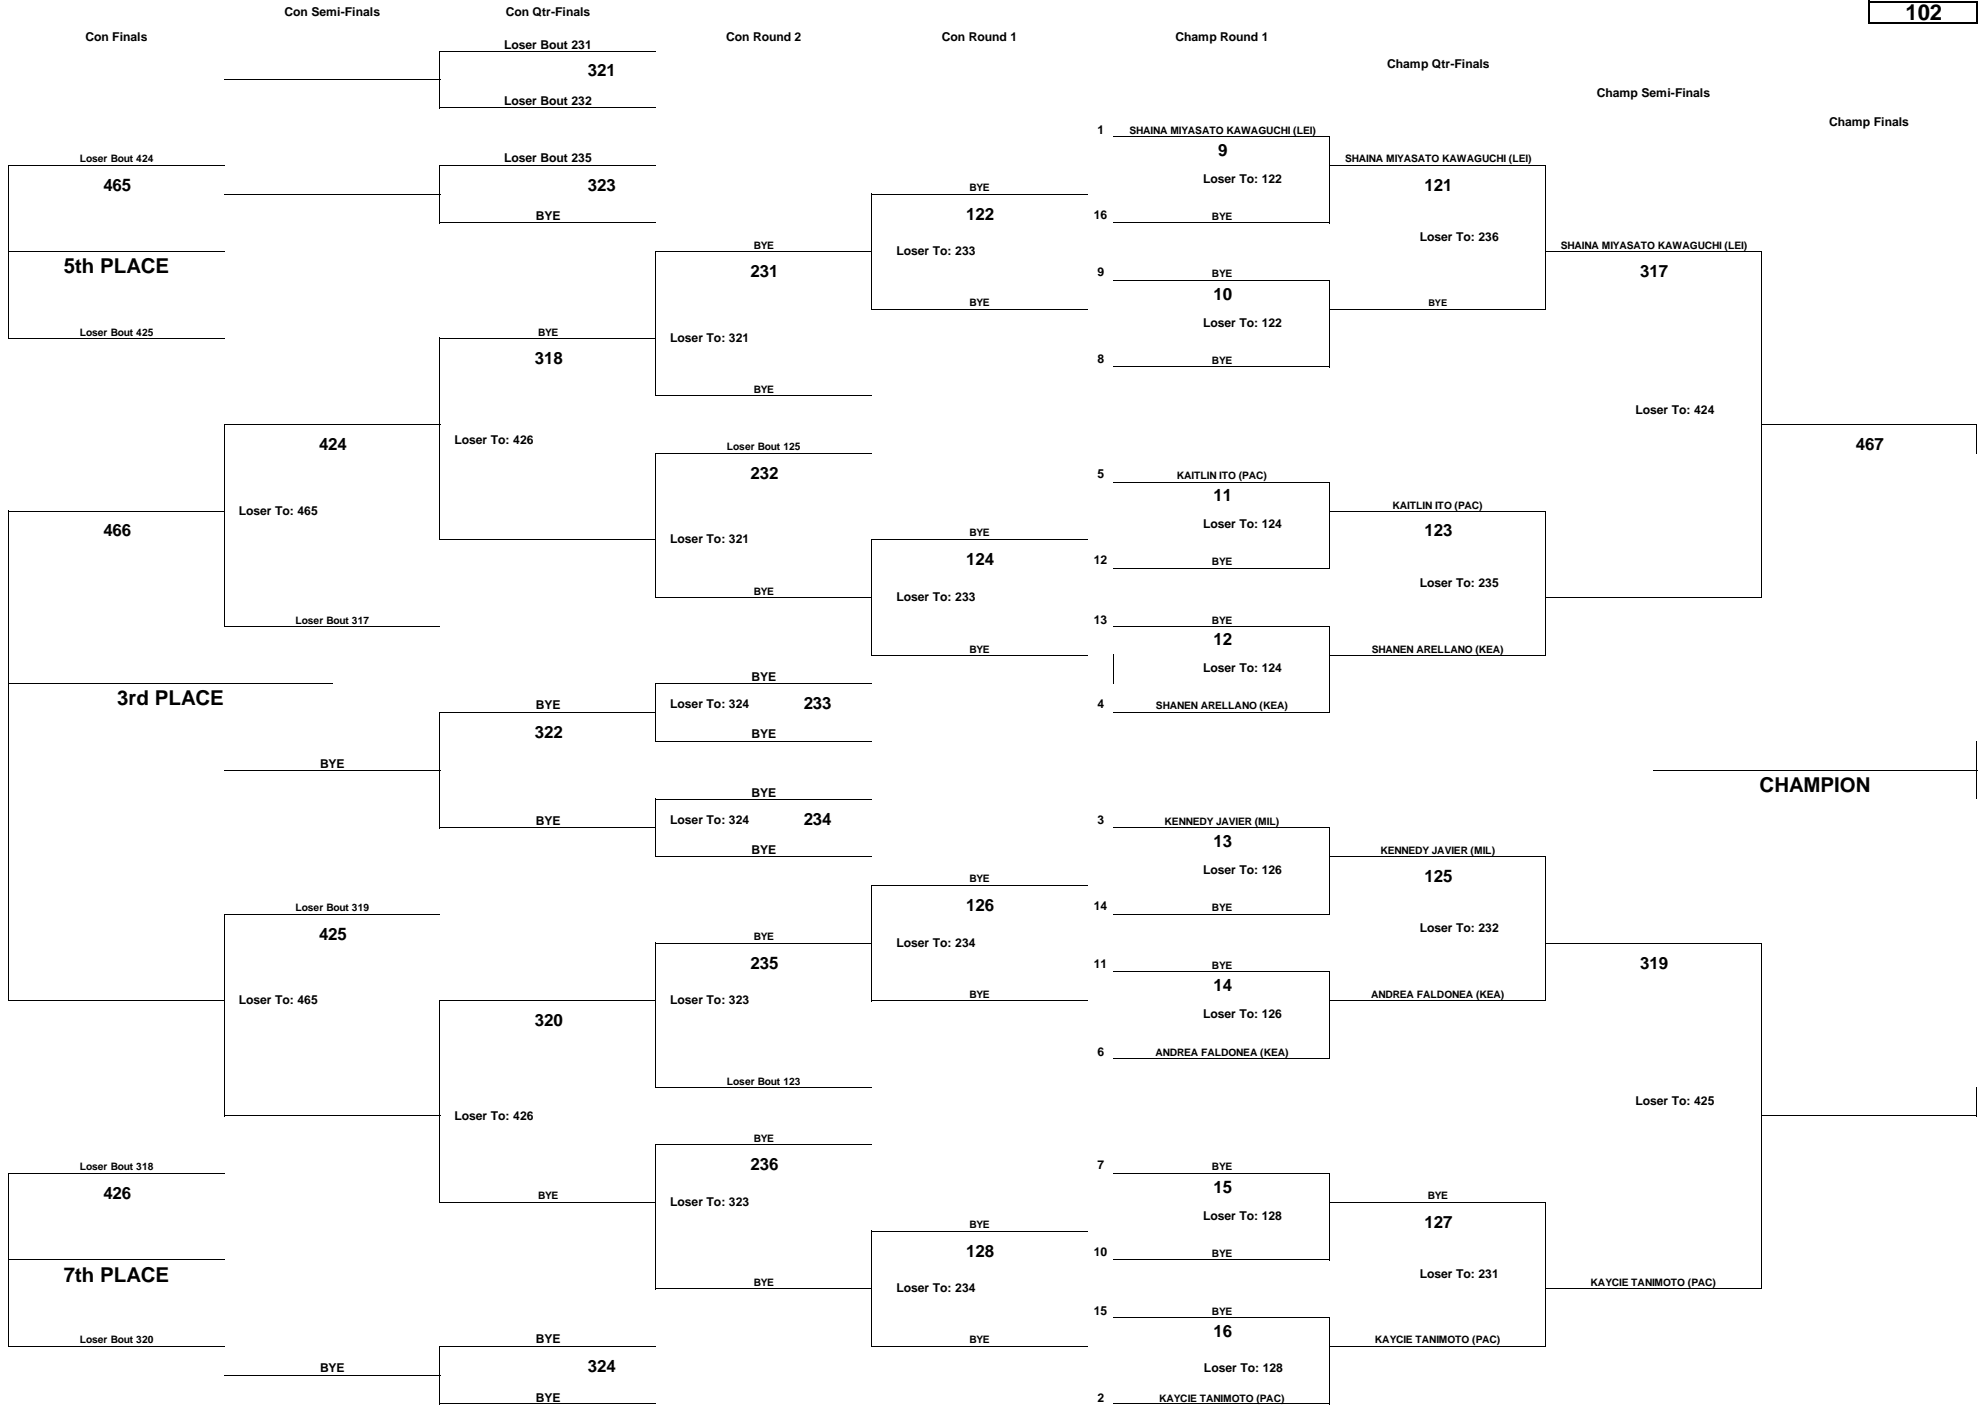 Con Semi-Finals
Con Qtr-Finals
102
Con Finals
Con Round 2
Con Round 1
Champ Round 1
Loser Bout 231
321
Champ Qtr-Finals
Loser Bout 232
Champ Semi-Finals
Champ Finals
1 SHAINA MIYASATO KAWAGUCHI (LEI)
9
Loser Bout 424
Loser Bout 235
SHAINA MIYASATO KAWAGUCHI (LEI)
465
323
Loser To: 122
121
BYE
122
BYE
16 BYE
Loser To: 236
BYE
Loser To: 233
SHAINA MIYASATO KAWAGUCHI (LEI)
5th PLACE
231
9 BYE
317
10
BYE
BYE
Loser To: 122
Loser Bout 425
BYE
Loser To: 321
318
8 BYE
BYE
Loser To: 424
424
Loser To: 426
Loser Bout 125
467
232
5 KAITLIN ITO (PAC)
11
Loser To: 465
KAITLIN ITO (PAC)
466
Loser To: 124
123
Loser To: 321
BYE
124
12 BYE
Loser To: 235
BYE
Loser To: 233
Loser Bout 317
13 BYE
12
BYE
SHANEN ARELLANO (KEA)
Loser To: 124
BYE
3rd PLACE
BYE
Loser To: 324 233
4 SHANEN ARELLANO (KEA)
322
BYE
BYE
CHAMPION
BYE
BYE
Loser To: 324 234
3 KENNEDY JAVIER (MIL)
13
BYE
KENNEDY JAVIER (MIL)
Loser To: 126
BYE
125
Loser Bout 319
126
14 BYE
425
BYE
Loser To: 234
Loser To: 232
235
11 BYE
319
14
Loser To: 465
Loser To: 323
BYE
ANDREA FALDONEA (KEA)
320
Loser To: 126
6 ANDREA FALDONEA (KEA)
Loser Bout 123
Loser To: 426
Loser To: 425
BYE
Loser Bout 318
236
7 BYE
426
15
BYE
Loser To: 323
BYE
Loser To: 128
127
BYE
128
10 BYE
7th PLACE
BYE
Loser To: 234
Loser To: 231
KAYCIE TANIMOTO (PAC)
15 BYE
16
Loser Bout 320
BYE
BYE
KAYCIE TANIMOTO (PAC)
BYE
324
Loser To: 128
BYE
2 KAYCIE TANIMOTO (PAC)